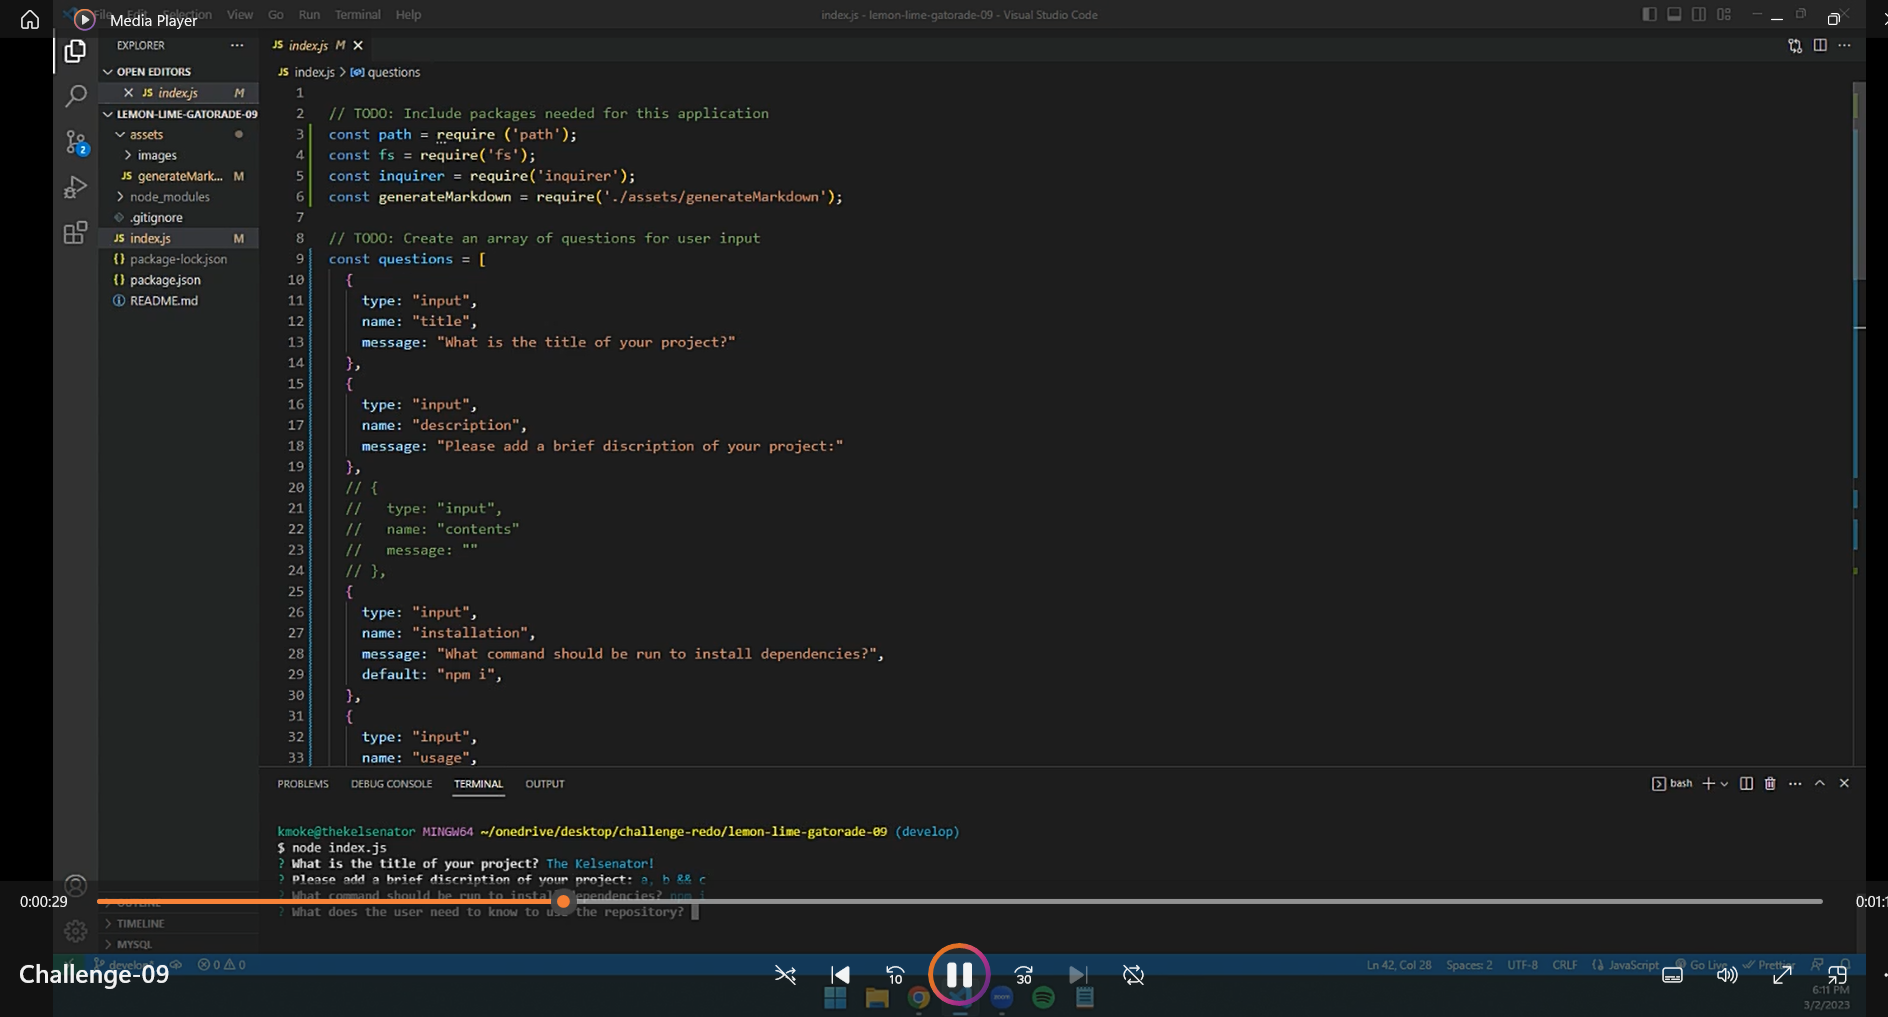 Media Player
File Edit Selection View Go Run Terminal Help
index.js - lemon-lime-gatorade-09 - Visual Studio Code
EXPLORER
OPEN EDITORS
JS index.js M
LEMON-LIME-GATORADE-09
assets
images
JS generateMark... M
node_modules
.gitignore
JS index.js M
package-lock.json
package.json
README.md
2
JS index.js M
JS index.js > questions
1
2 // TODO: Include packages needed for this application
3 const path = require ('path');
4 const fs = require('fs');
5 const inquirer = require('inquirer');
6 const generateMarkdown = require('./assets/generateMarkdown');
7
8 // TODO: Create an array of questions for user input
9 const questions = [
10 {
11 type: "input",
12 name: "title",
13 message: "What is the title of your project?"
14 },
15 {
16 type: "input",
17 name: "description",
18 message: "Please add a brief discription of your project:"
19 },
20 // {
21 // type: "input",
22 // name: "contents"
23 // message: ""
24 // },
25 {
26 type: "input",
27 name: "installation",
28 message: "What command should be run to install dependencies?",
29 default: "npm i",
30 },
31 {
32 type: "input",
33 name: "usage",
PROBLEMS DEBUG CONSOLE TERMINAL OUTPUT
bash
kmoke@thekelsenator MINGW64 ~/onedrive/desktop/challenge-redo/lemon-lime-gatorade-09 (develop)
$ node index.js
? What is the title of your project? The Kelsenator!
? Please add a brief discription of your project: a, b && c
? What command should be run to install dependencies? npm i
? What does the user need to know to use the repository?
0:00:29
0:01:1
OUTLINE
TIMELINE
MYSQL
develop* 0 0
Ln 42, Col 28 Spaces: 2 UTF-8 CRLF {} JavaScript Go Live Prettier
Challenge-09
10
30
zoom
6:11 PM
3/2/2023